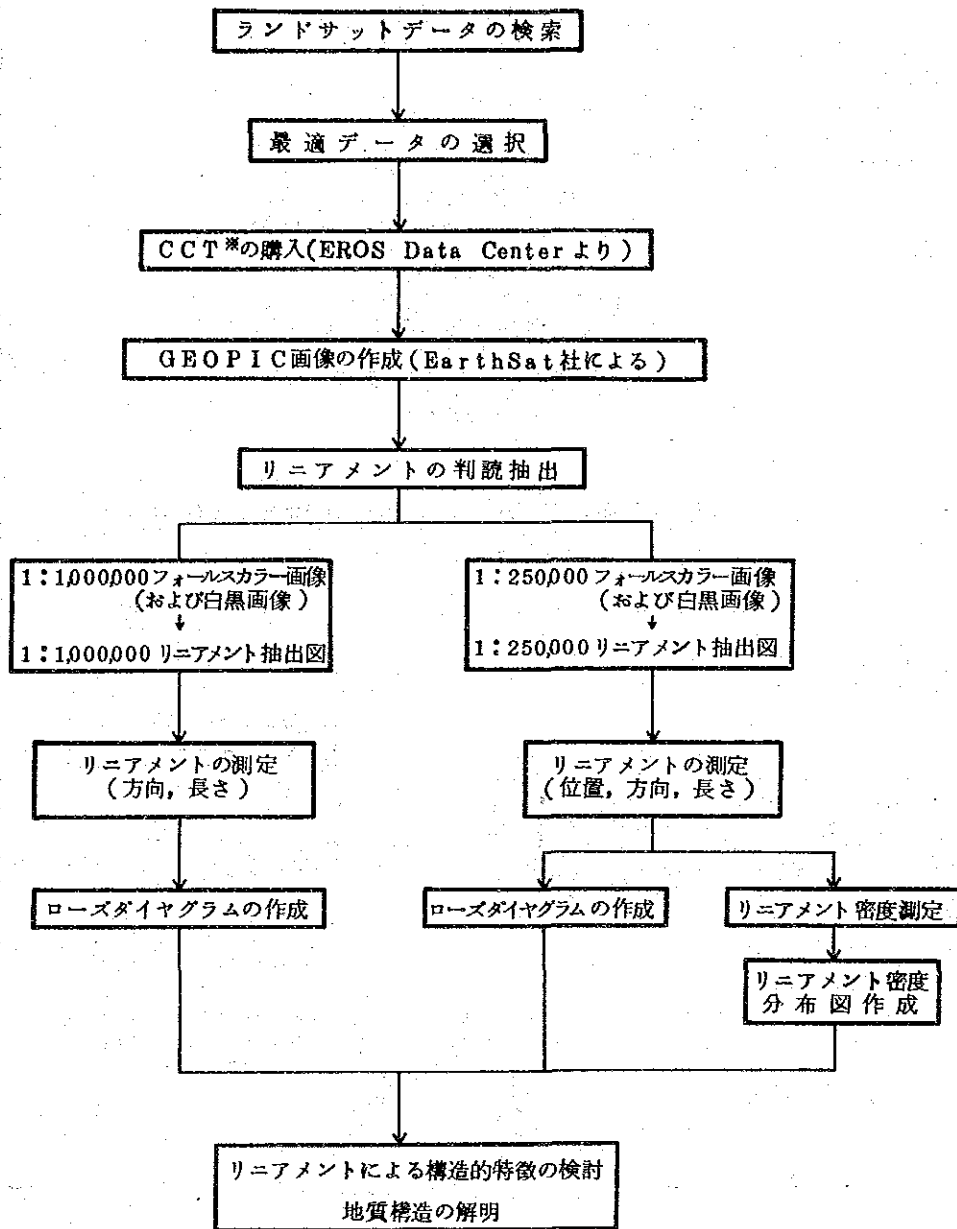 ランドサットデータの検索
最適データの選択
CCT※の購入(EROS Data Centerより)
GEOPIC画像の作成(EarthSat社による)
リニアメントの判読抽出
1:1,000,000フォールスカラー画像
(および白黒画像)
↓
1:1,000,000リニアメント抽出図
1:250,000フォールスカラー画像
(および白黒画像)
↓
1:250,000リニアメント抽出図
リニアメントの測定
(方向,長さ)
リニアメントの測定
(位置,方向,長さ)
ローズダイヤグラムの作成
ローズダイヤグラムの作成
リニアメント密度測定
リニアメント密度
分布図作成
リニアメントによる構造的特徴の検討
地質構造の解明